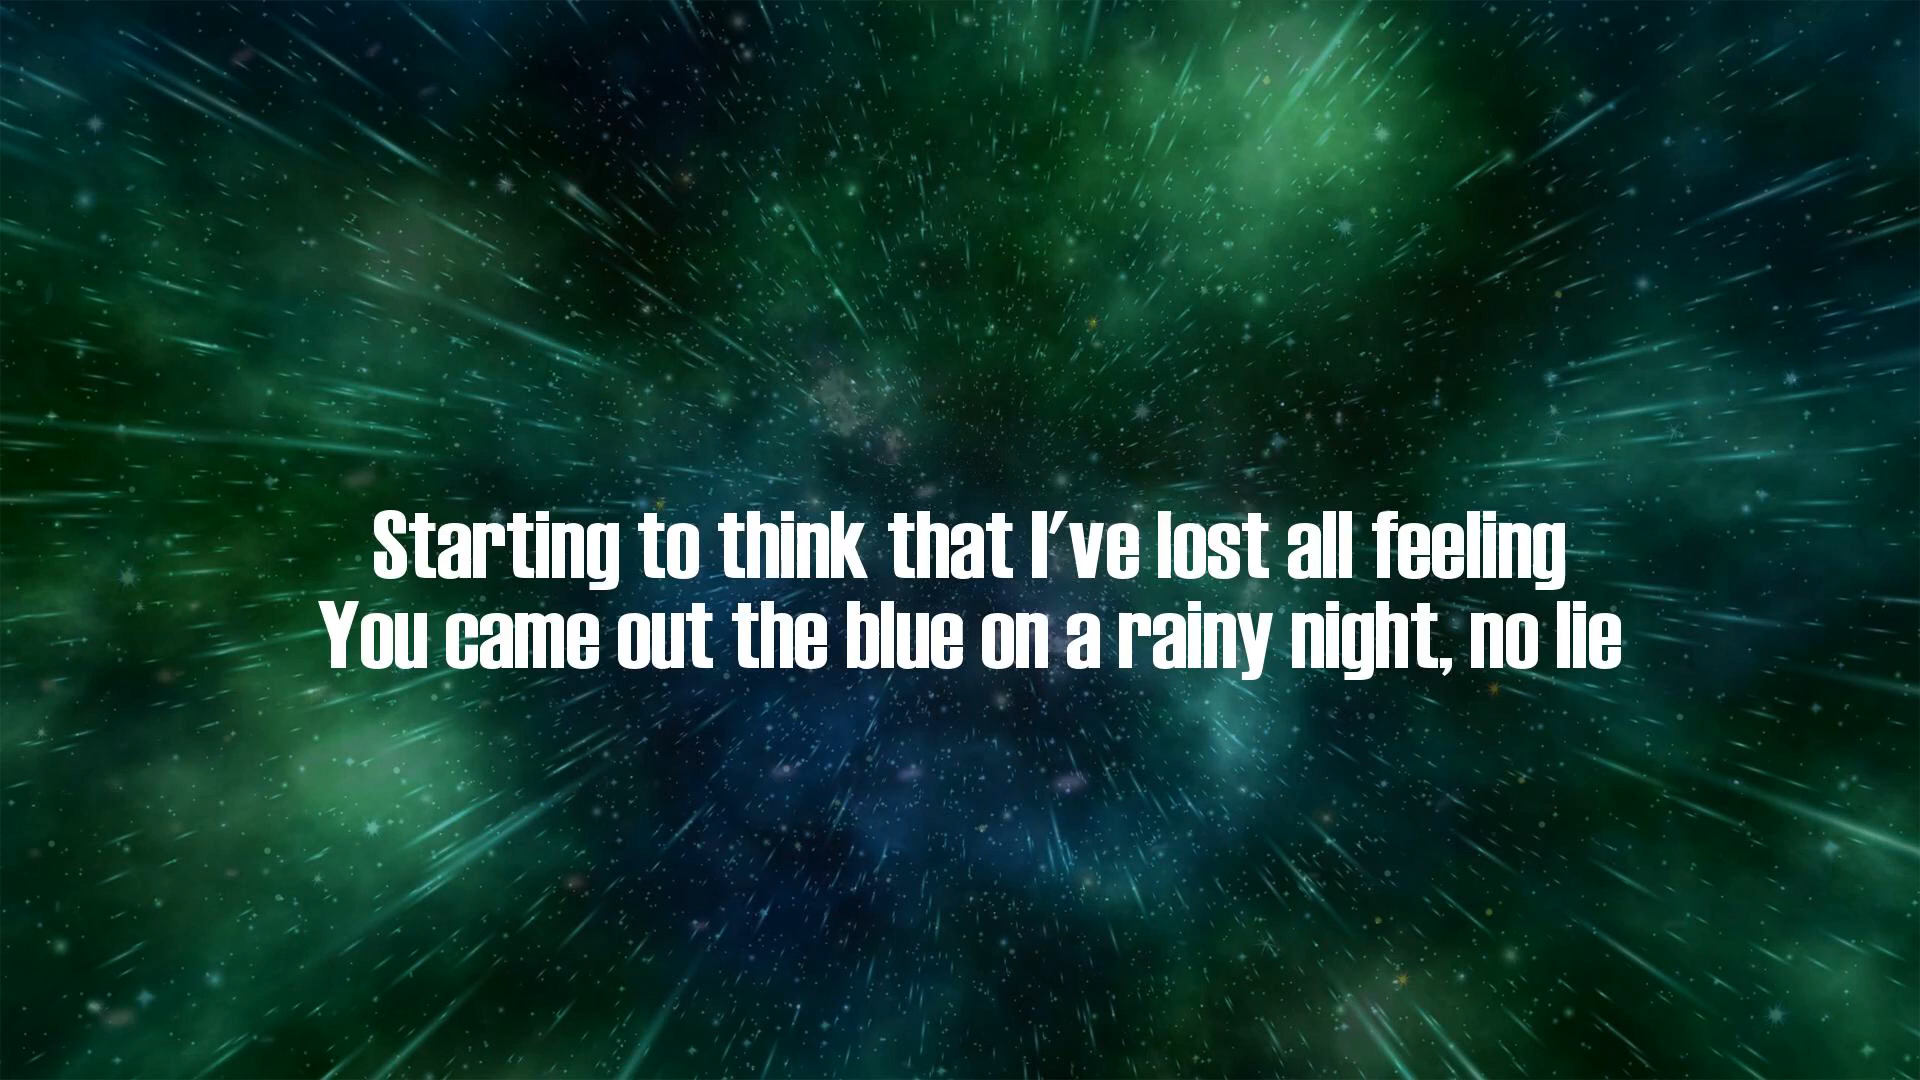 Starting to think that I've lost all feeling
You came out the blue on a rainy night, no lie